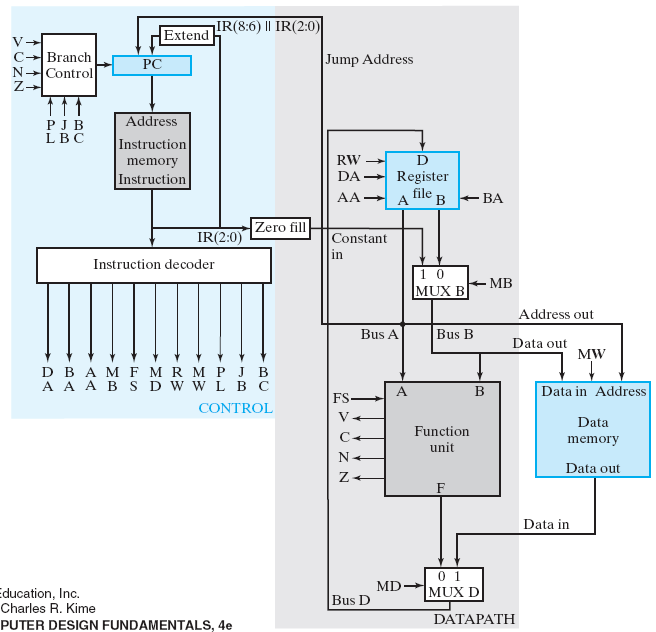 IR(8:6) || IR(2:0)
Extend
V
C
N
Z
Branch
Control
PC
Jump Address
P J B
L B C
Address
Instruction
memory
Instruction
RW
DA
AA
D
Register
file
A B
BA
IR(2:0)
Zero fill
Constant
in
Instruction decoder
1 0
MUX B
MB
Address out
Bus A
Bus B
Data out
MW
D B A M F M R M P J B
A A A B S D W W L B C
CONTROL
FS
V
C
N
Z
A B
Function
unit
F
Data in Address
Data
memory
Data out
Data in
MD
0 1
MUX D
Bus D
DATAPATH
Education, Inc.
Charles R. Kime
PUTER DESIGN FUNDAMENTALS, 4e